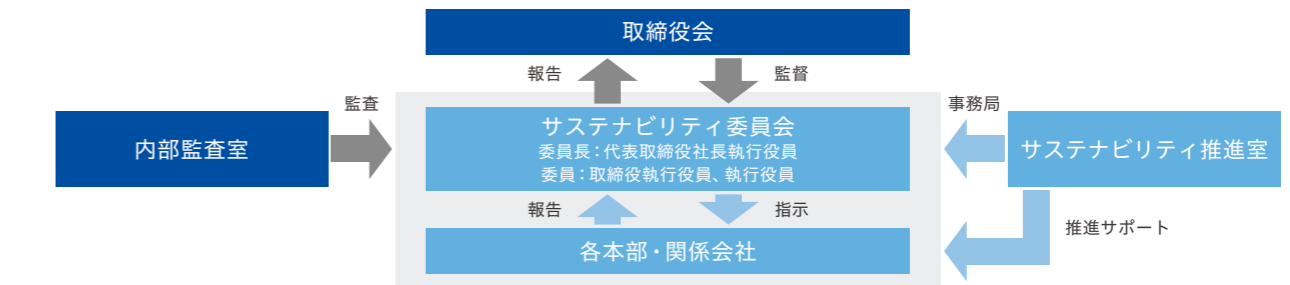 取締役会
報告
監督
監査
事務局
内部監査室
サステナビリティ委員会
委員長：代表取締役社長執行役員
委員：取締役執行役員、執行役員
サステナビリティ推進室
報告
指示
推進サポート
各本部・関係会社